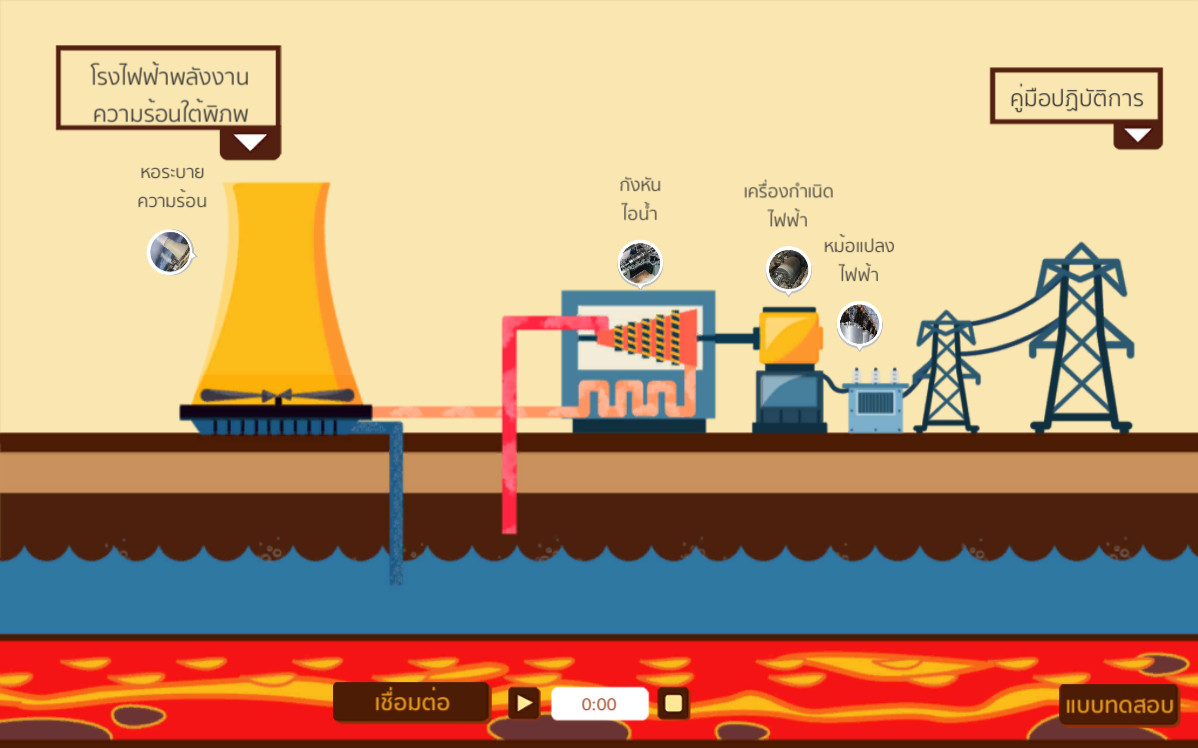 โรงไฟฟ้าพลังงาน
ความร้อนใต้พิภพ
คู่มือปฏิบัติการ
หอระบาย
ความร้อน
กังหัน
ไอน้ำ
เครื่องกำเนิด
ไฟฟ้า
หม้อแปลง
ไฟฟ้า
เชื่อมต่อ
0:00
แบบทดสอบ